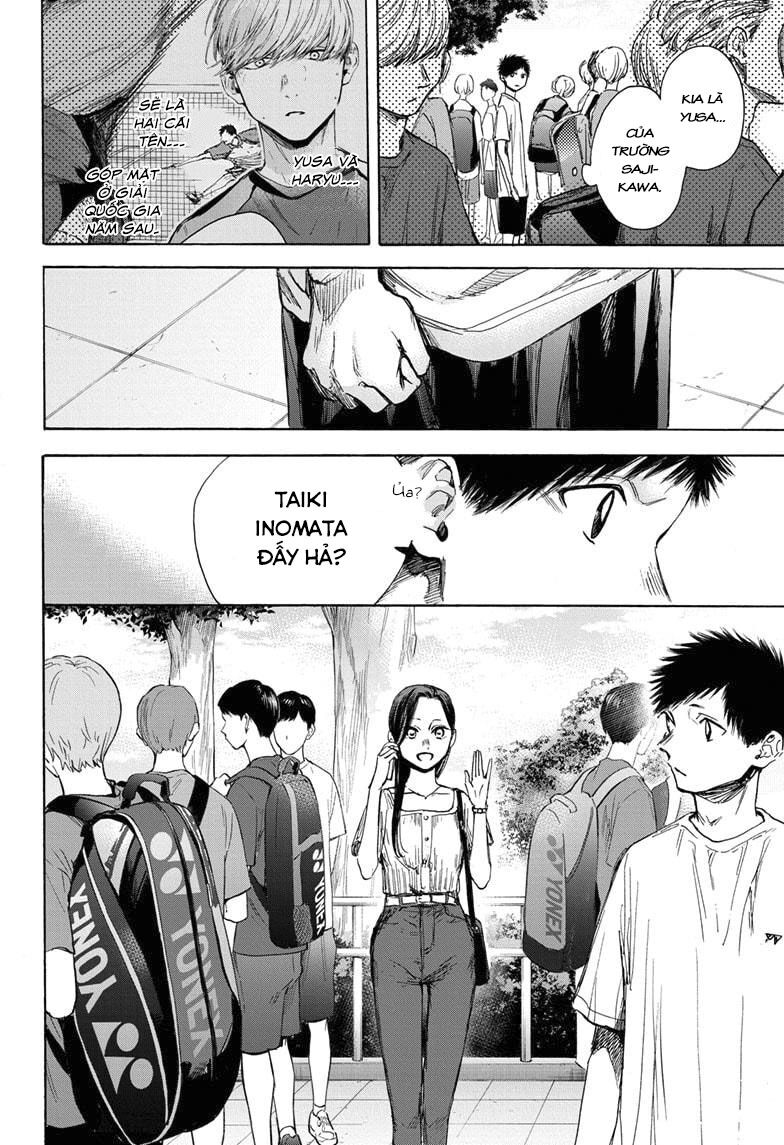 KIA LÀ
YUSA...
CỦA
TRƯỜNG
SAJI-
KAWA.
YUSA VÀ
HARYU...
SẼ LÀ
HAI CÁI
TÊN...
GÓP MẶT
Ở GIẢI
QUỐC GIA
NĂM SAU.
Ủa?
TAIKI
INOMATA
ĐẤY HẢ?
YONEX
YONEX
YONEX
YONEX